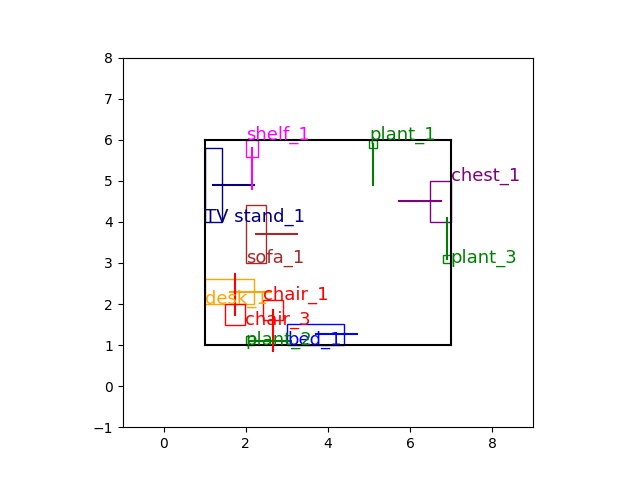 8
7
6
5
4
3
2
1
0
−1
0
2
4
6
8
shelf_1
plant_1
chest_1
TV stand_1
sofa_1
plant_3
desk_1
chair_1
chair_3
plant_2
bed_1